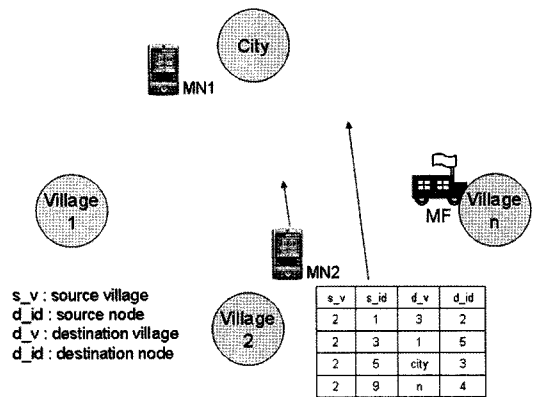 City
MN1
Village
1
MF
Village
n
MN2
Village
2
s_v : source village
d_id : source node
d_v : destination village
d_id : destination node
s_v s_id d_v d_id
2 1 3 2
2 3 1 5
2 5 city 3
2 9 n 4